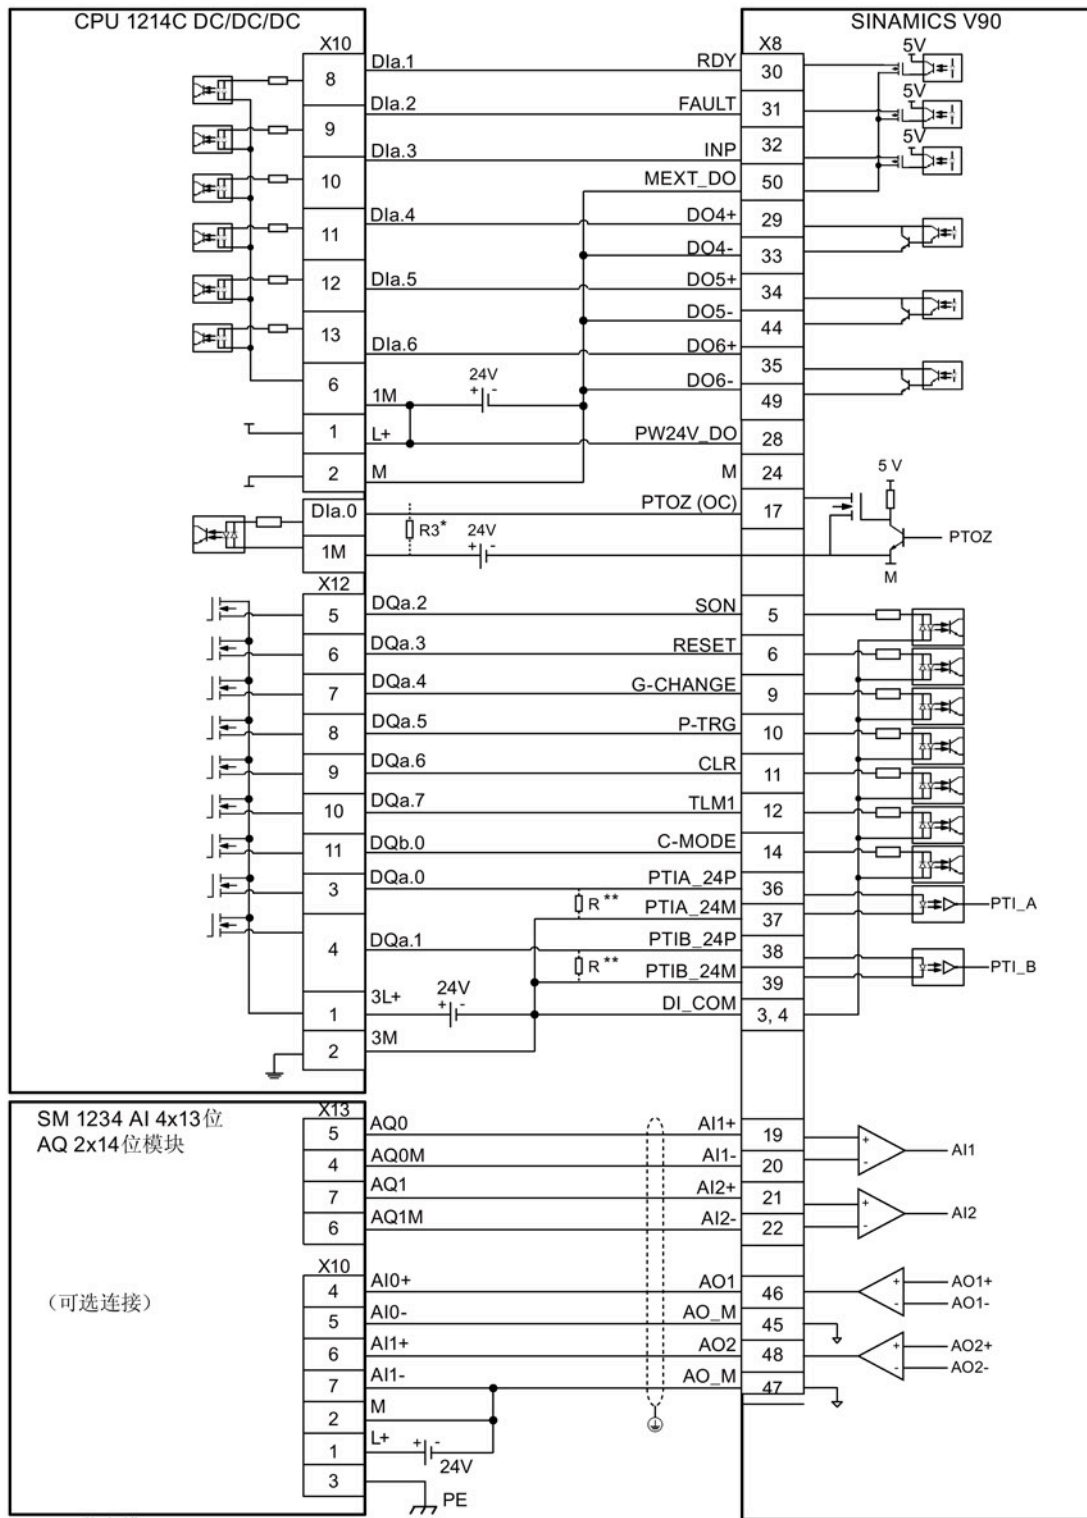 CPU 1214C DC/DC/DC SINAMICS V90
X10 X8
8 DIa.1 RDY 30 5V
9 DIa.2 FAULT 31 5V
10 DIa.3 INP 32 5V
MEXT_DO 50
11 DIa.4 DO4+ 29
DO4- 33
12 DIa.5 DO5+ 34
DO5- 44
13 DIa.6 DO6+ 35
6 1M 24V + - DO6- 49
1 L+ PW24V_DO 28
2 M M 24
DIa.0 PTOZ (OC) 17 5 V
R3* 24V PTOZ
1M + - M
X12
5 DQa.2 SON 5
6 DQa.3 RESET 6
7 DQa.4 G-CHANGE 9
8 DQa.5 P-TRG 10
9 DQa.6 CLR 11
10 DQa.7 TLM1 12
11 DQb.0 C-MODE 14
3 DQa.0 PTIA_24P 36
R ** PTIA_24M 37 PTI_A
4 DQa.1 PTIB_24P 38
R ** PTIB_24M 39 PTI_B
1 3L+ 24V + - DI_COM 3, 4
2 3M
SM 1234 AI 4x13位
AQ 2x14位模块
X13
5 AQ0 AI1+ 19 +
4 AQ0M AI1- 20 - AI1
7 AQ1 AI2+ 21 +
6 AQ1M AI2- 22 - AI2
(可选连接)
X10
4 AI0+ AO1 46 + AO1+
5 AI0- AO_M 45 - AO1-
6 AI1+ AO2 48 + AO2+
7 AI1- AO_M 47 - AO2-
2 M
1 L+ + - 24V
3 PE